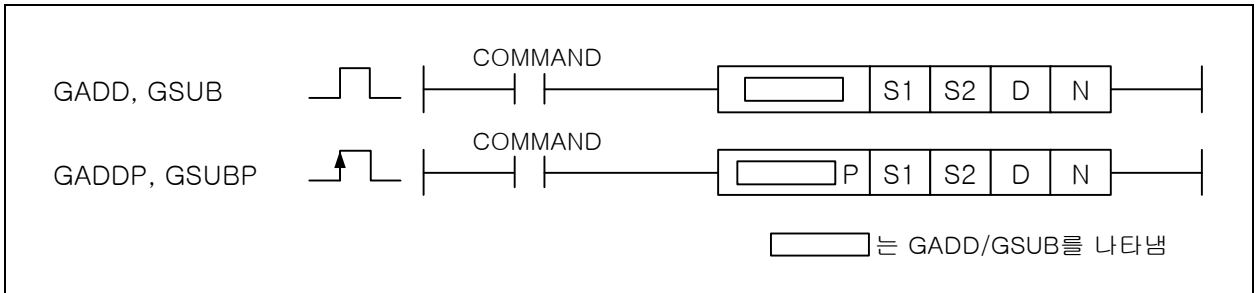 COMMAND
GADD, GSUB S1 S2 D N
COMMAND
GADDP, GSUBP P S1 S2 D N
는 GADD/GSUB를 나타냄